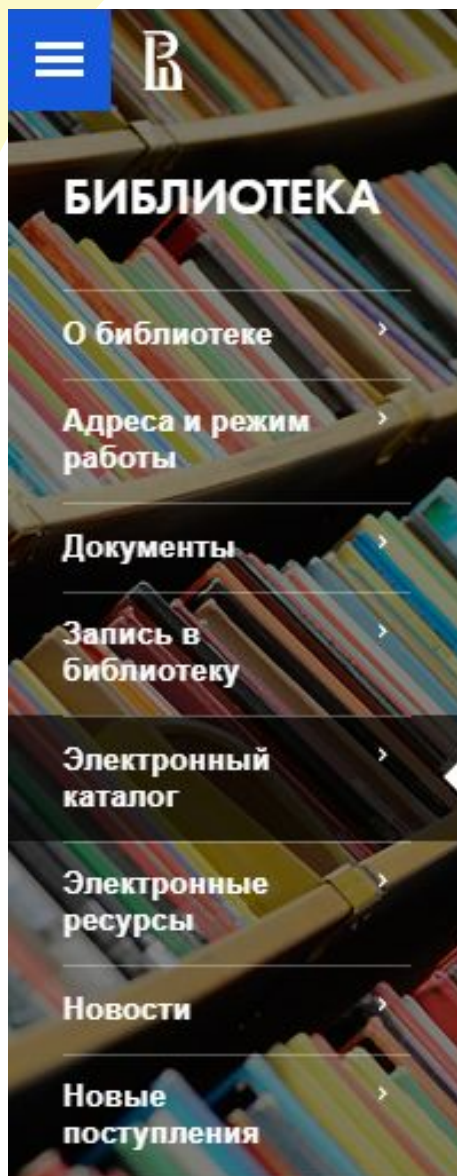 БИБЛИОТЕКА
О библиотеке
Адреса и режим
работы
Документы
Запись в
библиотеку
Электронный
каталог
Электронные
ресурсы
Новости
Новые
поступления